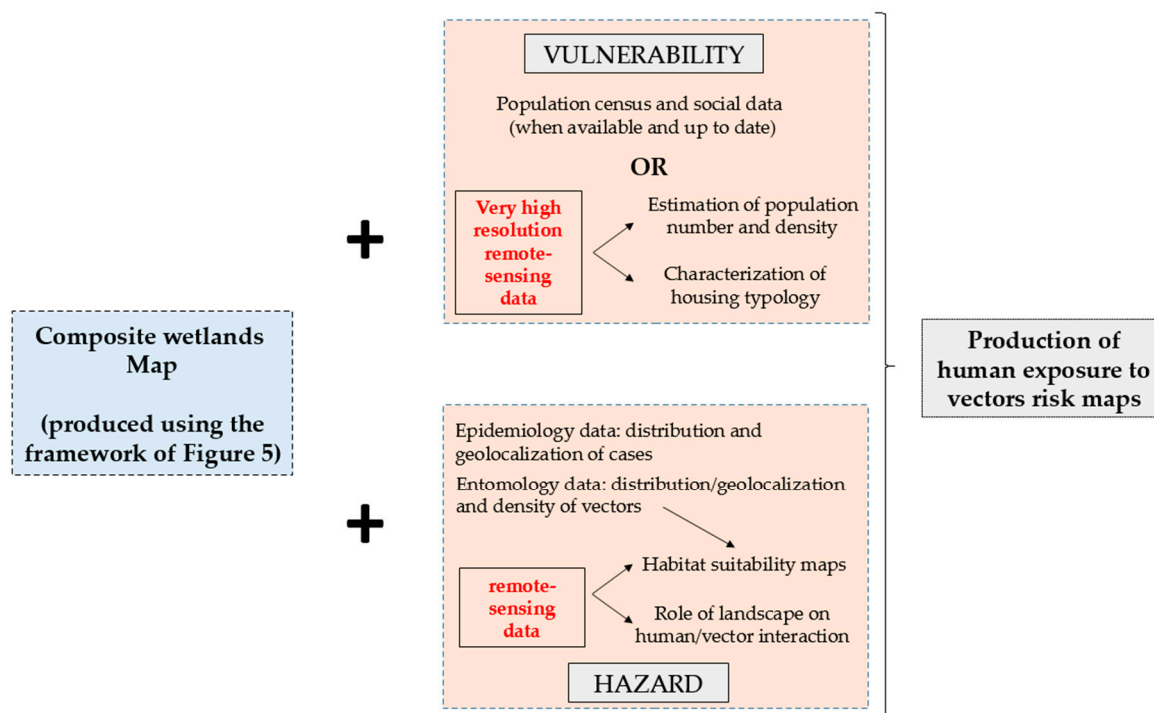 VULNERABILITY
Population census and social data
(when available and up to date)
OR
Very high
resolution
remote-
sensing
data
Estimation of population
number and density
Characterization of
housing typology
+
Composite wetlands
Map
(produced using the
framework of Figure 5)
+
Epidemiology data: distribution and
geolocalization of cases
Entomology data: distribution/geolocalization
and density of vectors
remote-
sensing
data
Habitat suitability maps
Role of landscape on
human/vector interaction
HAZARD
Production of
human exposure to
vectors risk maps